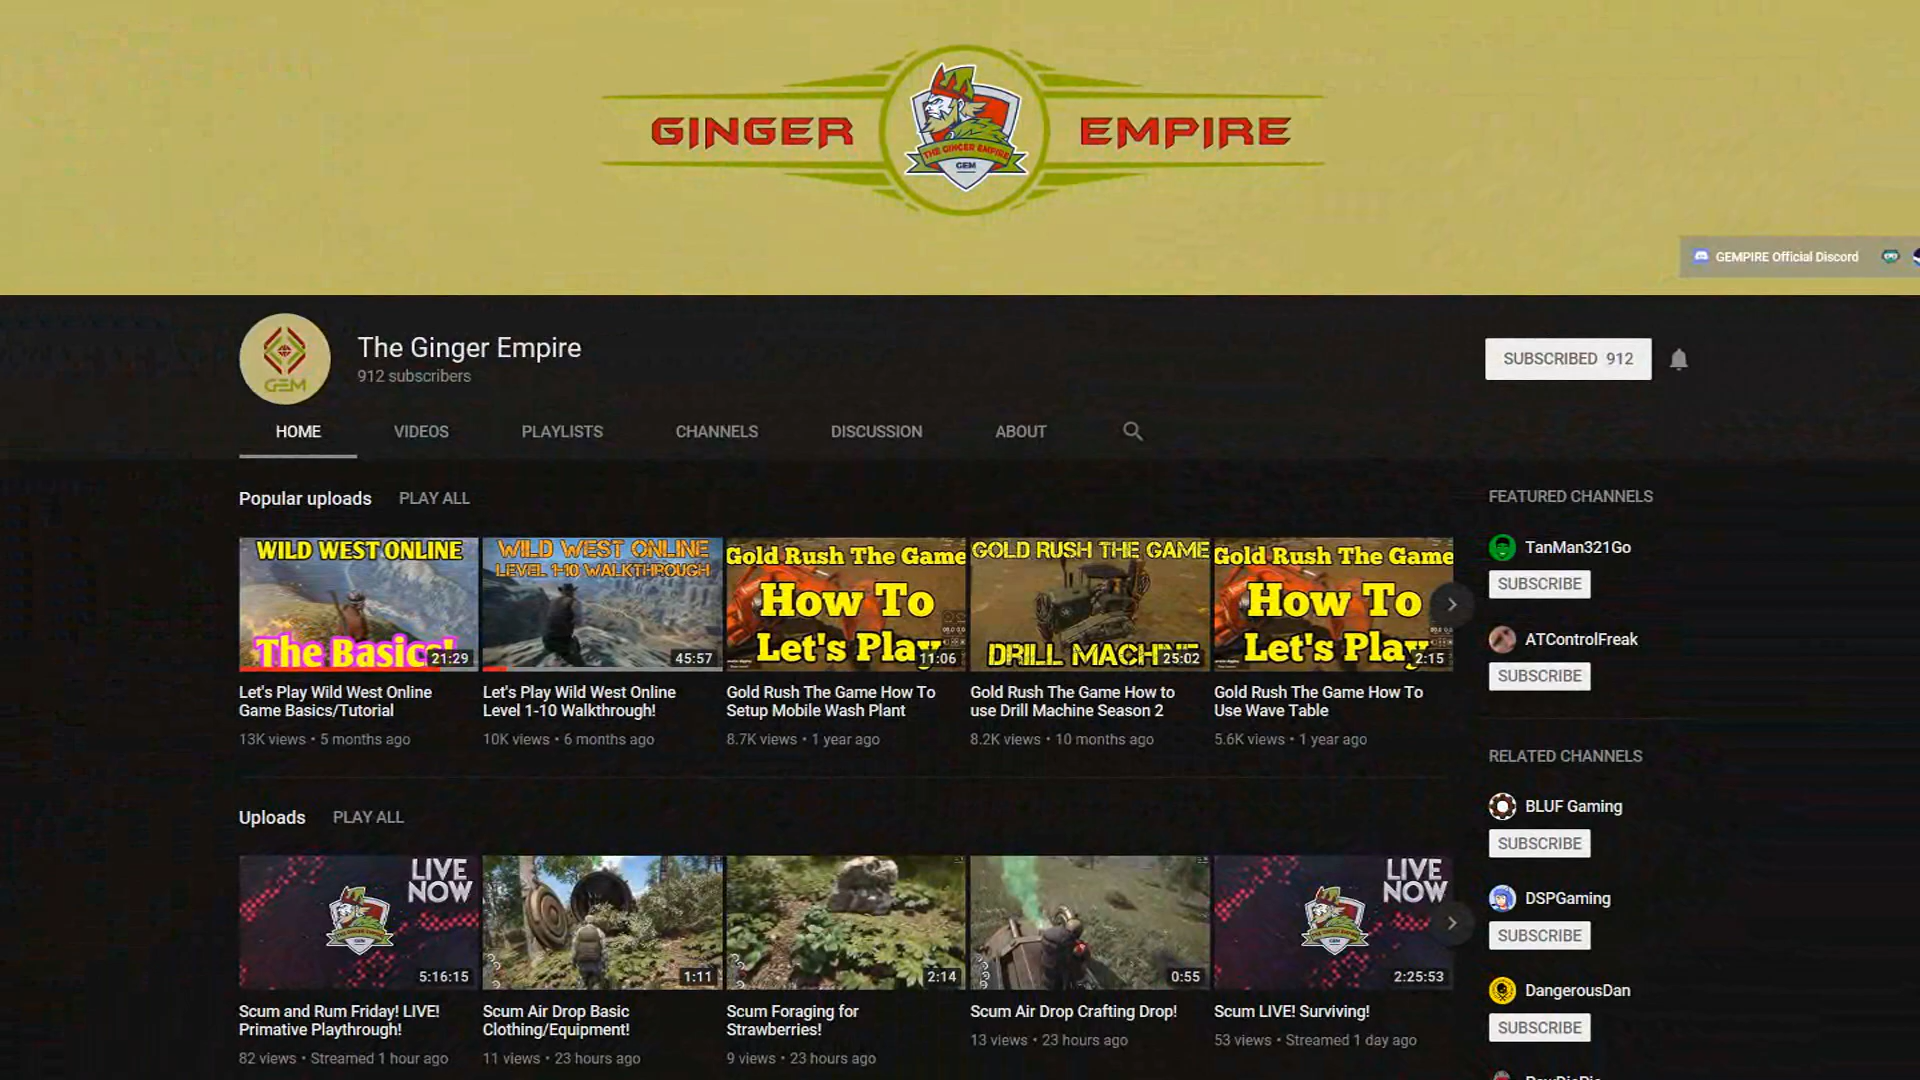 GINGER EMPIRE
THE GINGER EMPIRE
GEM
GEMPIRE Official Discord
GEM
The Ginger Empire
912 subscribers
SUBSCRIBED 912
HOME VIDEOS PLAYLISTS CHANNELS DISCUSSION ABOUT
Popular uploads PLAY ALL
WILD WEST ONLINE
The Basics!
21:29
Let's Play Wild West Online
Game Basics/Tutorial
13K views • 5 months ago
WILD WEST ONLINE
LEVEL 1-10 WALKTHROUGH
45:57
Let's Play Wild West Online
Level 1-10 Walkthrough!
10K views • 6 months ago
Gold Rush The Game
How To
Let's Play
11:06
Gold Rush The Game How To
Setup Mobile Wash Plant
8.7K views • 1 year ago
GOLD RUSH THE GAME
DRILL MACHINE
25:02
Gold Rush The Game How to
use Drill Machine Season 2
8.2K views • 10 months ago
Gold Rush The Game
How To
Let's Play
2:15
Gold Rush The Game How To
Use Wave Table
5.6K views • 1 year ago
Uploads PLAY ALL
LIVE
NOW
5:16:15
Scum and Rum Friday! LIVE!
Primative Playthrough!
82 views • Streamed 1 hour ago
1:11
Scum Air Drop Basic
Clothing/Equipment!
11 views • 23 hours ago
2:14
Scum Foraging for
Strawberries!
9 views • 23 hours ago
0:55
Scum Air Drop Crafting Drop!
13 views • 23 hours ago
LIVE
NOW
2:25:53
Scum LIVE! Surviving!
53 views • Streamed 1 day ago
FEATURED CHANNELS
TanMan321Go
SUBSCRIBE
ATControlFreak
SUBSCRIBE
RELATED CHANNELS
BLUF Gaming
SUBSCRIBE
DSPGaming
SUBSCRIBE
DangerousDan
SUBSCRIBE